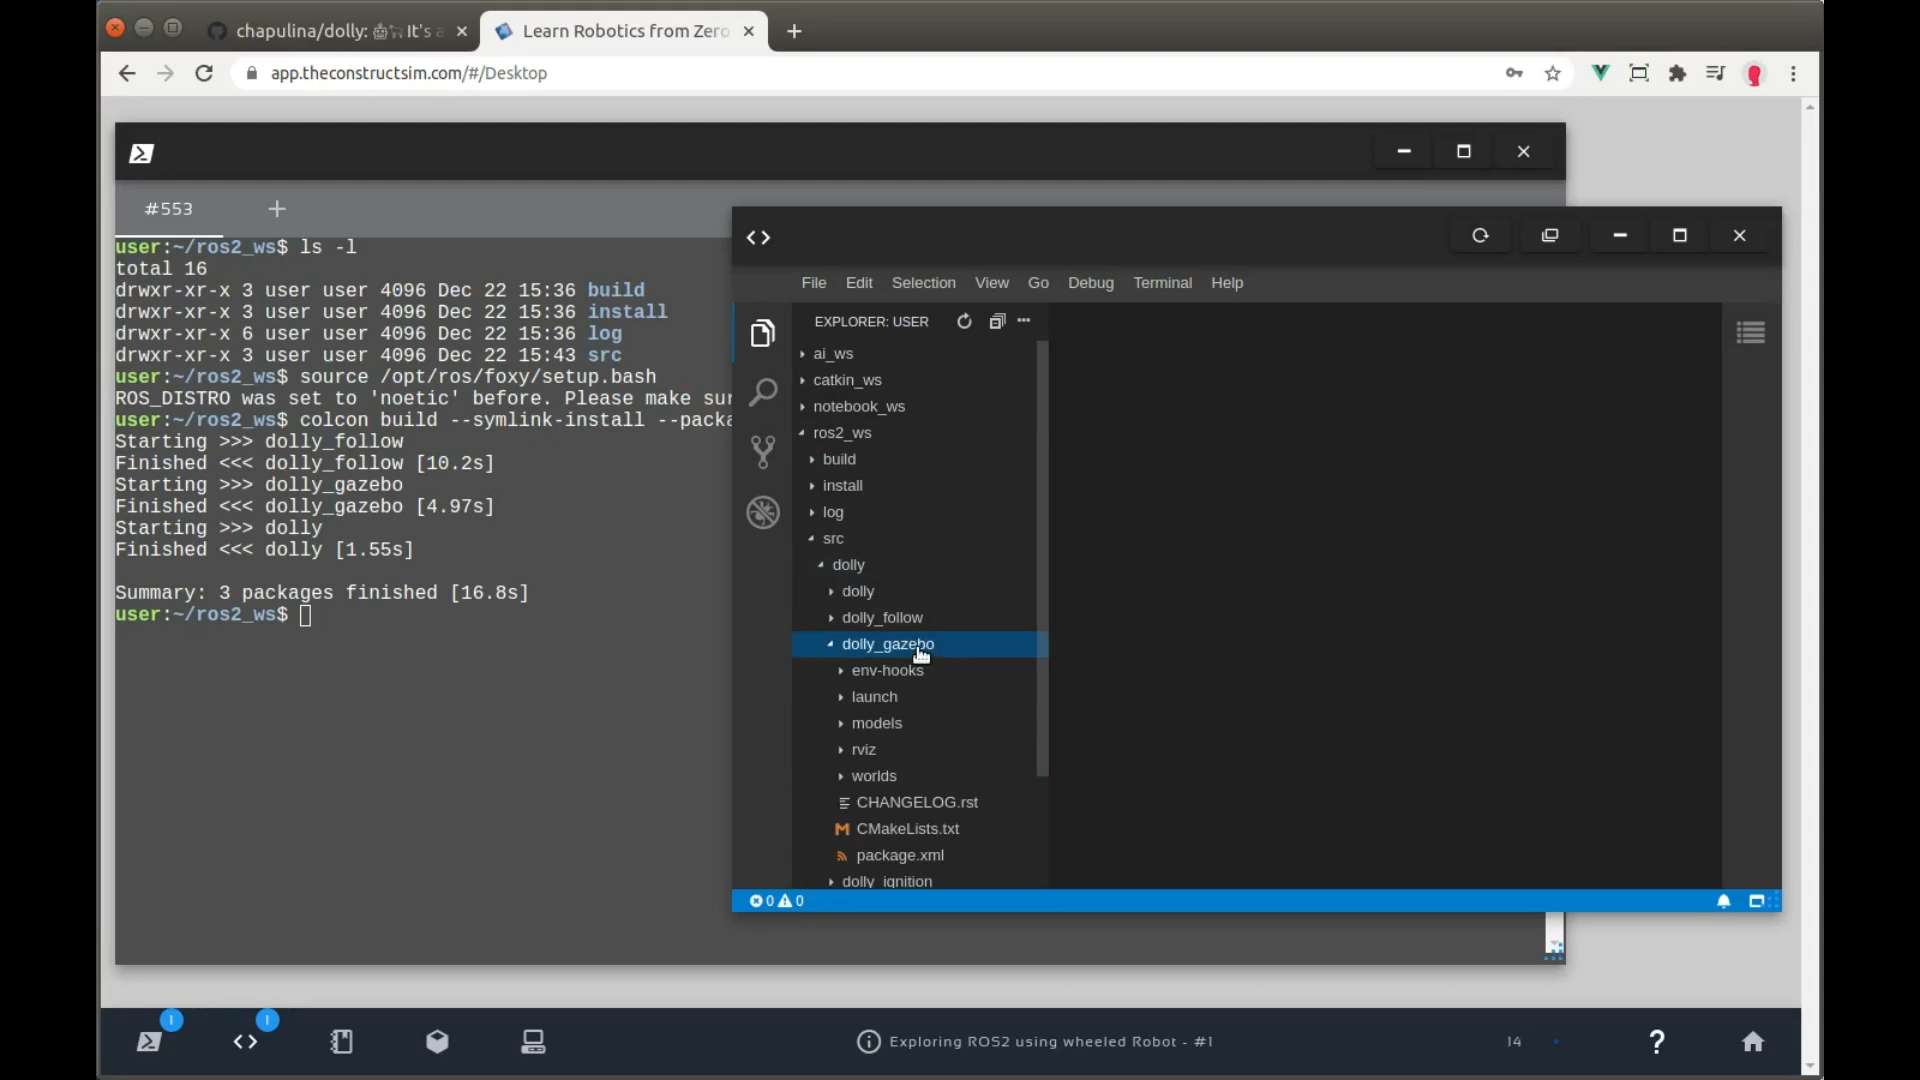 chapulina/dolly: 🤖🐑 It's a
Learn Robotics from Zero
app.theconstructsim.com/#/Desktop
#553
user:~/ros2_ws$ ls -l
total 16
drwxr-xr-x 3 user user 4096 Dec 22 15:36 build
drwxr-xr-x 3 user user 4096 Dec 22 15:36 install
drwxr-xr-x 6 user user 4096 Dec 22 15:36 log
drwxr-xr-x 3 user user 4096 Dec 22 15:43 src
user:~/ros2_ws$ source /opt/ros/foxy/setup.bash
ROS_DISTRO was set to 'noetic' before. Please make sur
user:~/ros2_ws$ colcon build --symlink-install --packa
Starting >>> dolly_follow
Finished <<< dolly_follow [10.2s]
Starting >>> dolly_gazebo
Finished <<< dolly_gazebo [4.97s]
Starting >>> dolly
Finished <<< dolly [1.55s]
Summary: 3 packages finished [16.8s]
user:~/ros2_ws$
File Edit Selection View Go Debug Terminal Help
EXPLORER: USER
ai_ws
catkin_ws
notebook_ws
ros2_ws
build
install
log
src
dolly
dolly
dolly_follow
dolly_gazebo
env-hooks
launch
models
rviz
worlds
CHANGELOG.rst
CMakeLists.txt
package.xml
dolly_ignition
0 0
1
1
Exploring ROS2 using wheeled Robot - #1
14
?